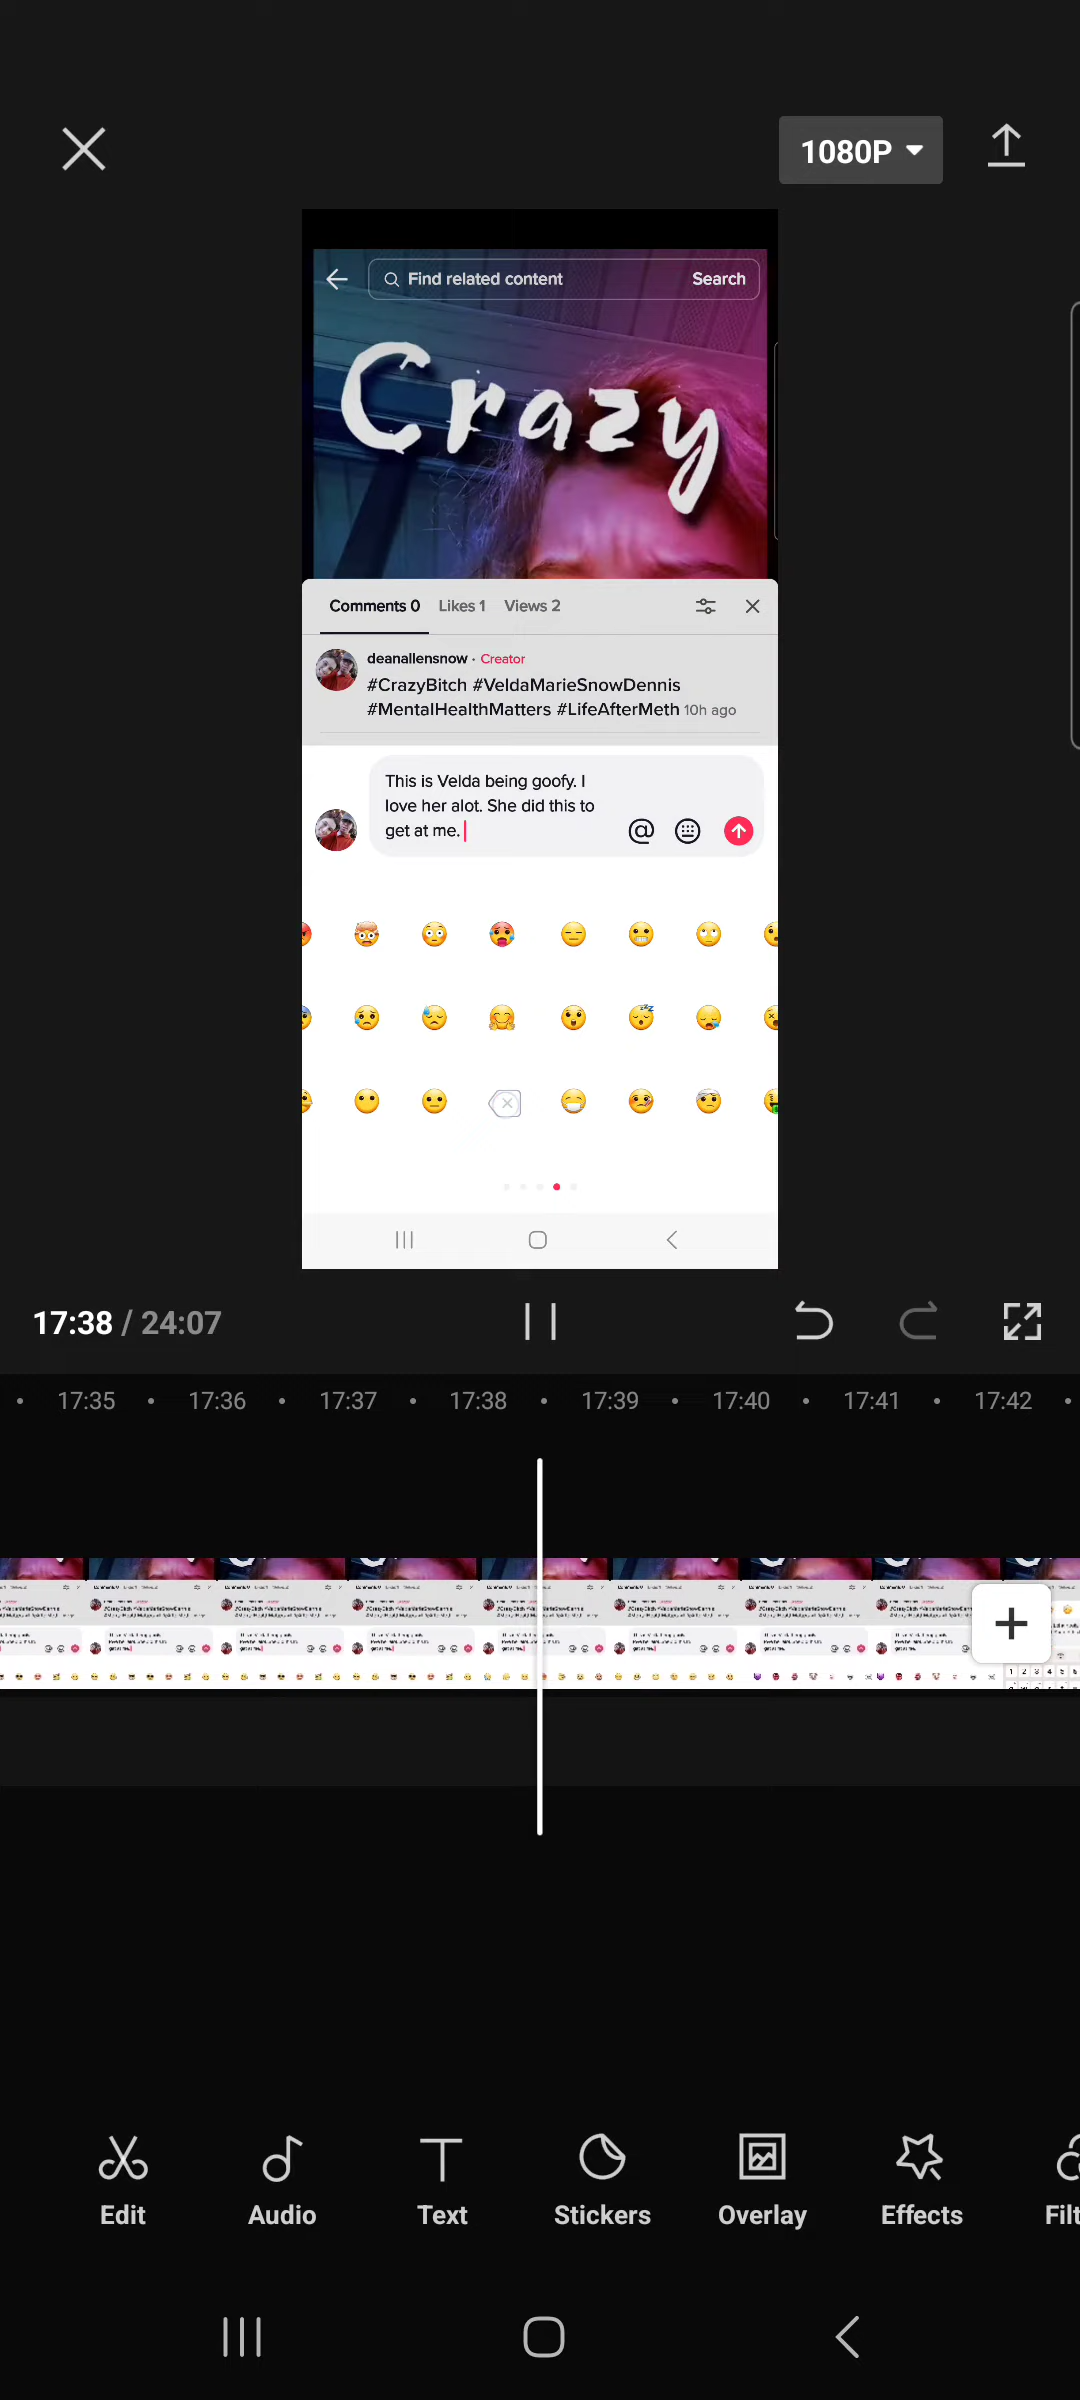 1080P
Find related content Search
Crazy
Comments 0 Likes 1 Views 2
deanallensnow · Creator
#CrazyBitch #VeldaMarieSnowDennis
#MentalHealthMatters #LifeAfterMeth 10h ago
This is Velda being goofy. I
love her alot. She did this to
get at me.
17:38 / 24:07
17:35 17:36 17:37 17:38 17:39 17:40 17:41 17:42
Edit Audio Text Stickers Overlay Effects Filt